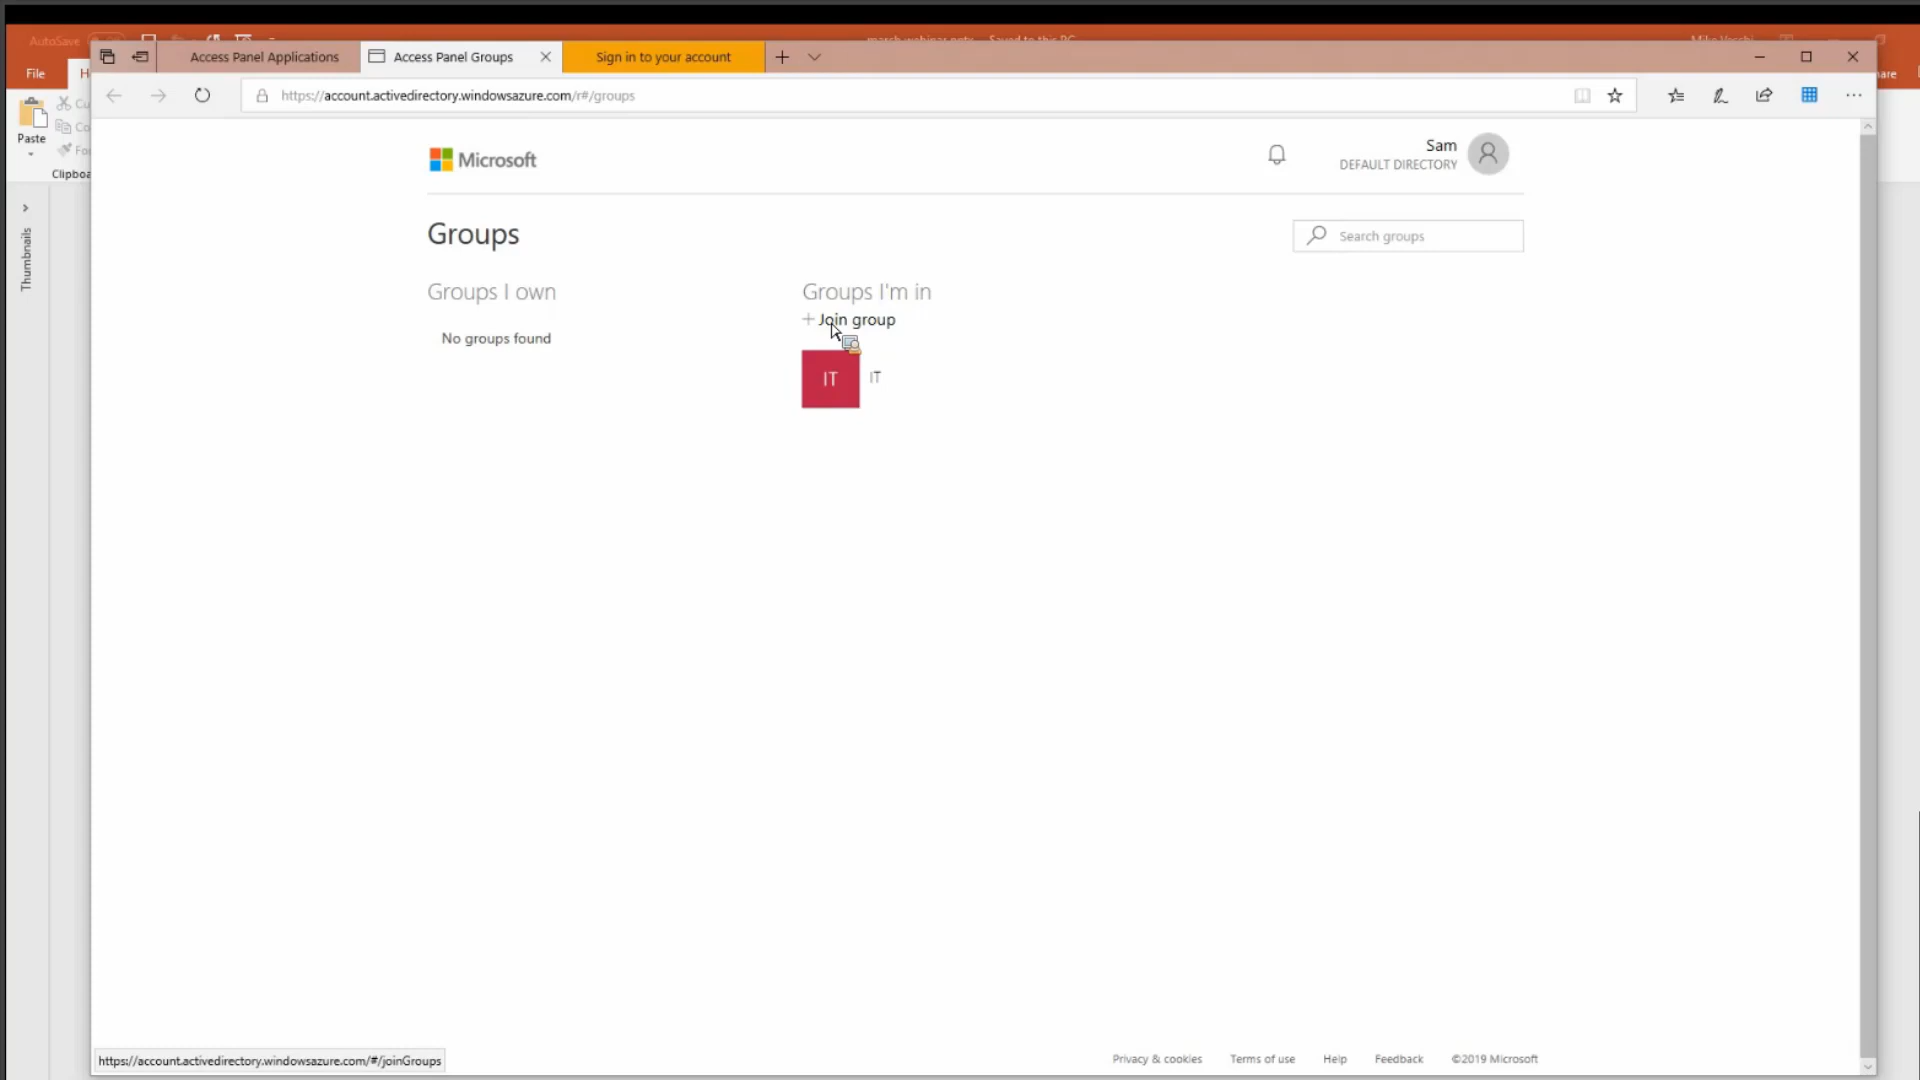 AutoSave
File
Paste
Clipboa
Thumbnails
Access Panel Applications
Access Panel Groups
Sign in to your account
https://account.activedirectory.windowsazure.com/r#/groups
Microsoft
Sam
DEFAULT DIRECTORY
Groups
Search groups
Groups I own
Groups I'm in
+ Join group
No groups found
IT
IT
https://account.activedirectory.windowsazure.com/#/joinGroups
Privacy & cookies
Terms of use
Help
Feedback
©2019 Microsoft